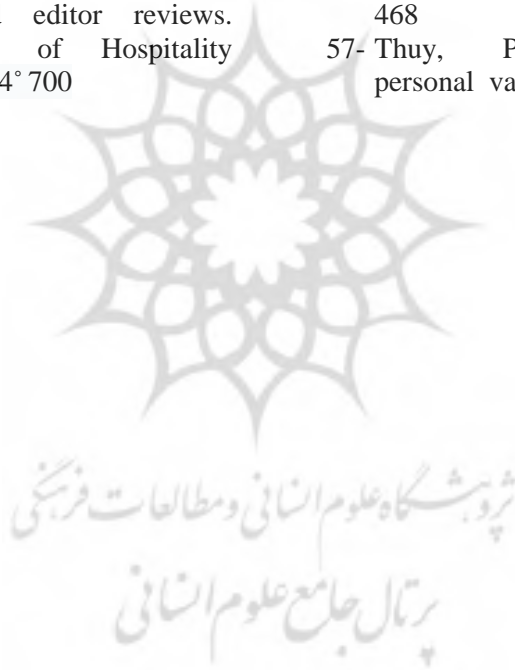 editor reviews.
of Hospitality
4˚ 700
468
57- Thuy, P
personal va
پژوهشگاه علوم انسانی و مطالعات فرهنگی
پرتال جامع علوم انسانی